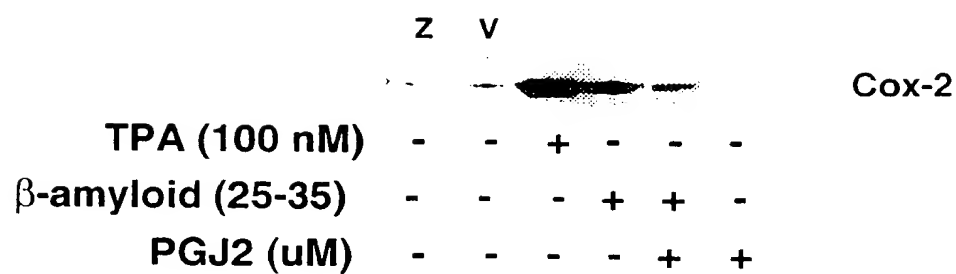 Z V
Cox-2
TPA (100 nM) - - + - - -
β-amyloid (25-35) - - - + + -
PGJ2 (uM) - - - - + +